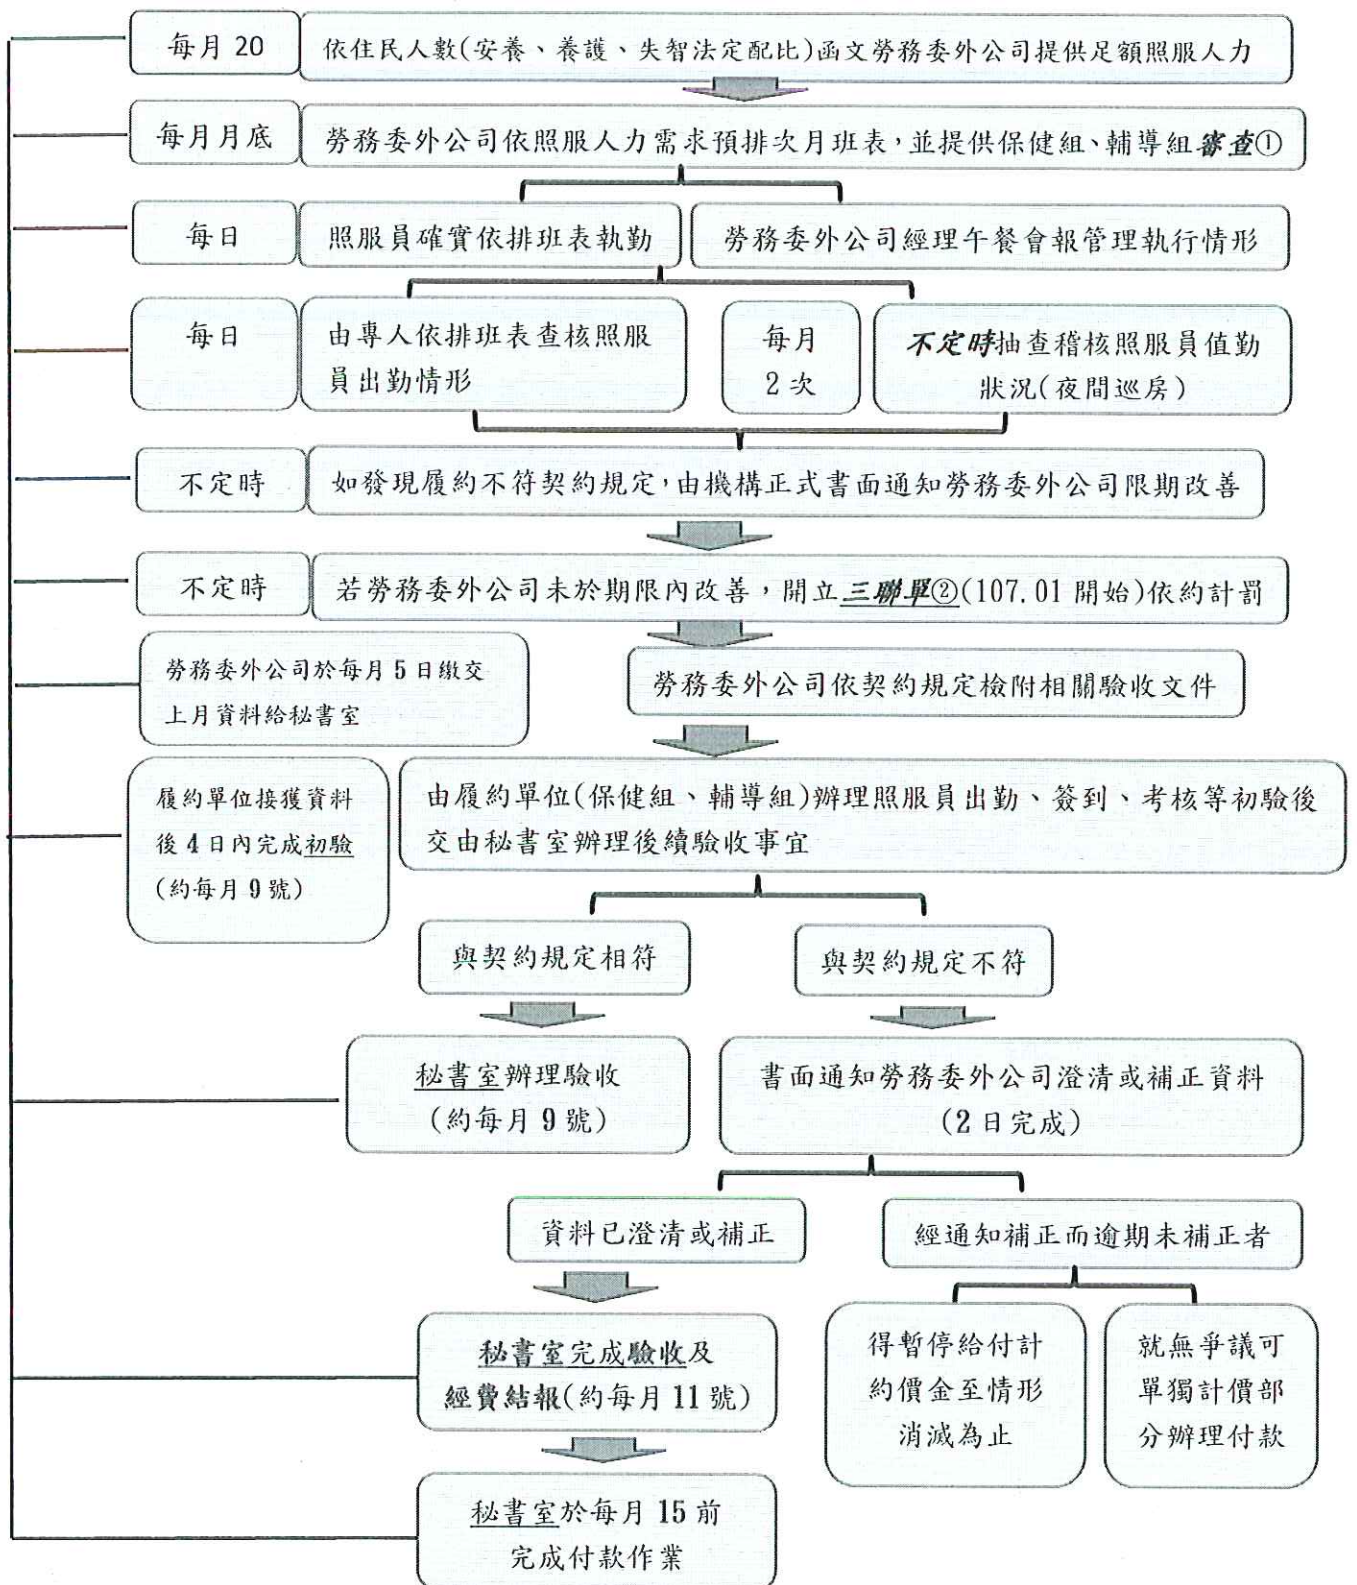 每月 20
依住民人數(安養、養護、失智法定配比)函文勞務委外公司提供足額照服人力
每月月底
勞務委外公司依照服人力需求預排次月班表，並提供保健組、輔導組審查①
每日
照服員確實依排班表執勤
勞務委外公司經理午餐會報管理執行情形
每日
由專人依排班表查核照服
員出勤情形
每月
2 次
不定時抽查稽核照服員值勤
狀況(夜間巡房)
不定時
如發現履約不符契約規定，由機構正式書面通知勞務委外公司限期改善
不定時
若勞務委外公司未於期限內改善，開立三聯單②(107.01 開始)依約計罰
勞務委外公司於每月 5 日繳交
上月資料給秘書室
勞務委外公司依契約規定檢附相關驗收文件
履約單位接獲資料
後 4 日內完成初驗
(約每月 9 號)
由履約單位(保健組、輔導組)辦理照服員出勤、簽到、考核等初驗後
交由秘書室辦理後續驗收事宜
與契約規定相符
與契約規定不符
秘書室辦理驗收
(約每月 9 號)
書面通知勞務委外公司澄清或補正資料
(2 日完成)
資料已澄清或補正
經通知補正而逾期未補正者
秘書室完成驗收及
經費結報(約每月 11 號)
得暫停給付計
約價金至情形
消滅為止
就無爭議可
單獨計價部
分辦理付款
秘書室於每月 15 前
完成付款作業